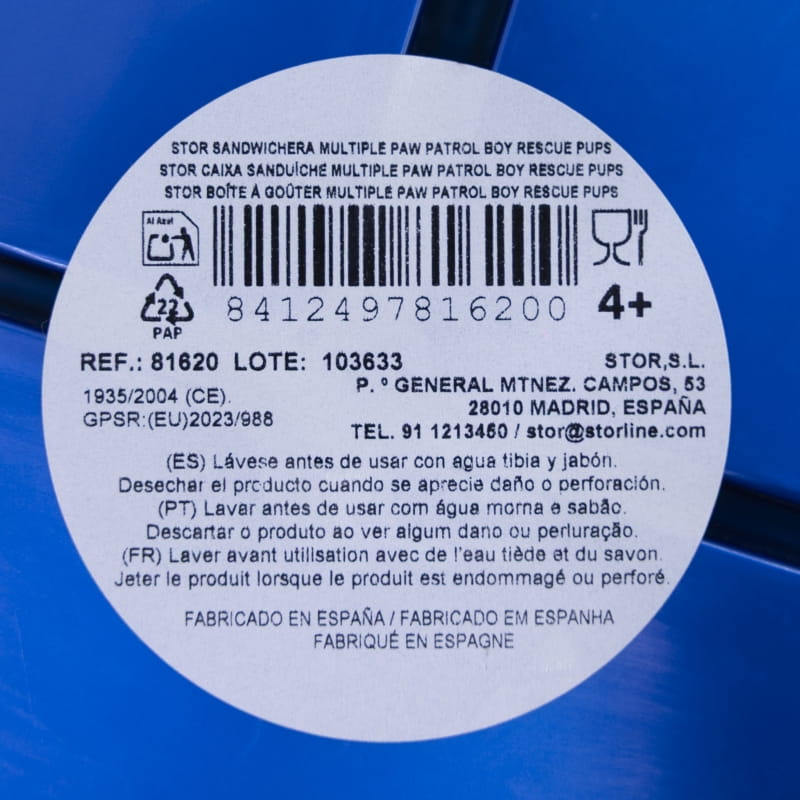 STOR SANDWICHERA MULTIPLE PAW PATROL BOY RESCUE PUPS
STOR CAIXA SANDUÍCHE MULTIPLE PAW PATROL BOY RESCUE PUPS
STOR BOÎTE À GOÛTER MULTIPLE PAW PATROL BOY RESCUE PUPS
Al Azul
22
PAP
8412497816200
4+
REF.: 81620 LOTE: 103633
1935/2004 (CE).
GPSR:(EU)2023/988
STOR,S.L.
P. º GENERAL MTNEZ. CAMPOS, 53
28010 MADRID, ESPAÑA
TEL. 91 1213460 / stor@storline.com
(ES) Lávese antes de usar con agua tibia y jabón.
Desechar el producto cuando se aprecie daño o perforación.
(PT) Lavar antes de usar com água morna e sabão.
Descartar o produto ao ver algum dano ou perfuração.
(FR) Laver avant utilisation avec de l'eau tiède et du savon.
Jeter le produit lorsque le produit est endommagé ou perforé.
FABRICADO EN ESPAÑA / FABRICADO EM ESPANHA
FABRIQUÉ EN ESPAGNE